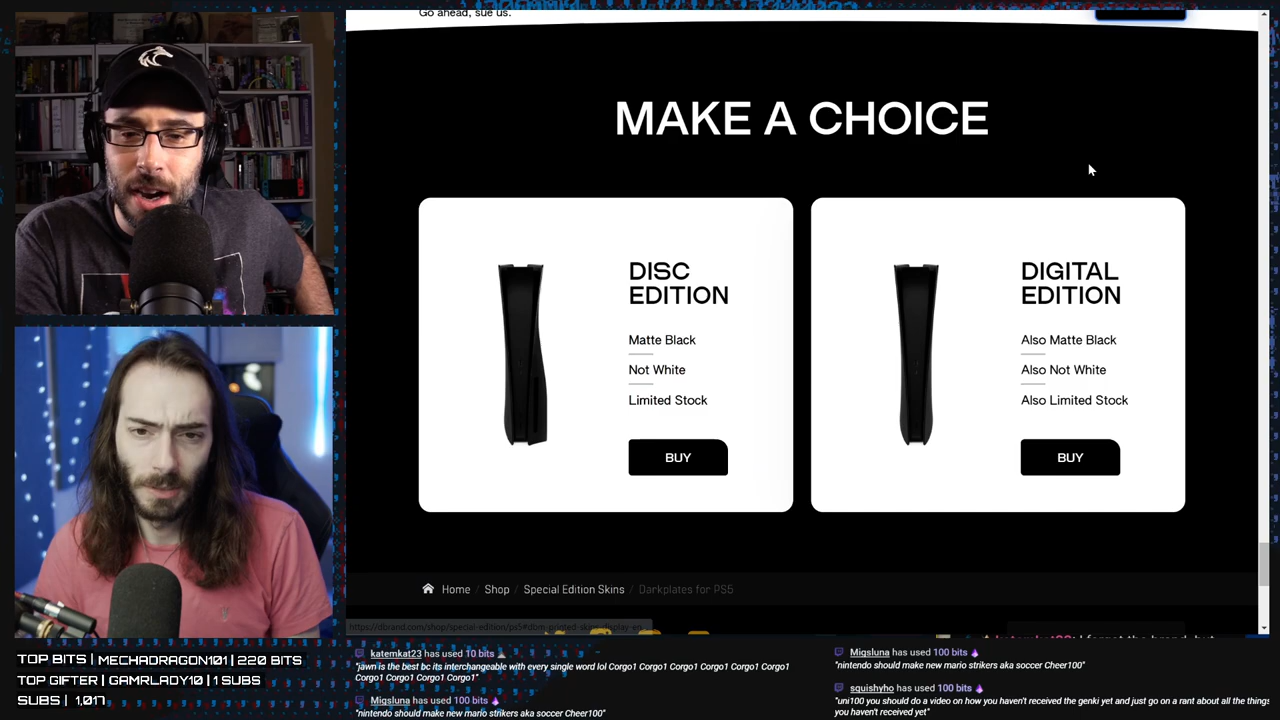 Go ahead, sue us.
MAKE A CHOICE
DISC
EDITION
Matte Black
Not White
Limited Stock
BUY
DIGITAL
EDITION
Also Matte Black
Also Not White
Also Limited Stock
BUY
Home / Shop / Special Edition Skins / Darkplates for PS5
TOP BITS | MECHADRAGON101 | 220 BITS
TOP GIFTER | GAMRLADY10 | 1 SUBS
SUBS | 1,017
katemkat23 has used 10 bits
"jawn is the best bc its interchangeable with every single word lol Corgo1 Corgo1 Corgo1 Corgo1 Corgo1 Corgo1
Corgo1 Corgo1 Corgo1 Corgo1"
Miqsluna has used 100 bits
"nintendo should make new mario strikers aka soccer Cheer100"
Miqsluna has used 100 bits
"nintendo should make new mario strikers aka soccer Cheer100"
squishyho has used 100 bits
"uni100 you should do a video on how you haven't received the genki yet and just go on a rant about all the things
you haven't received yet"